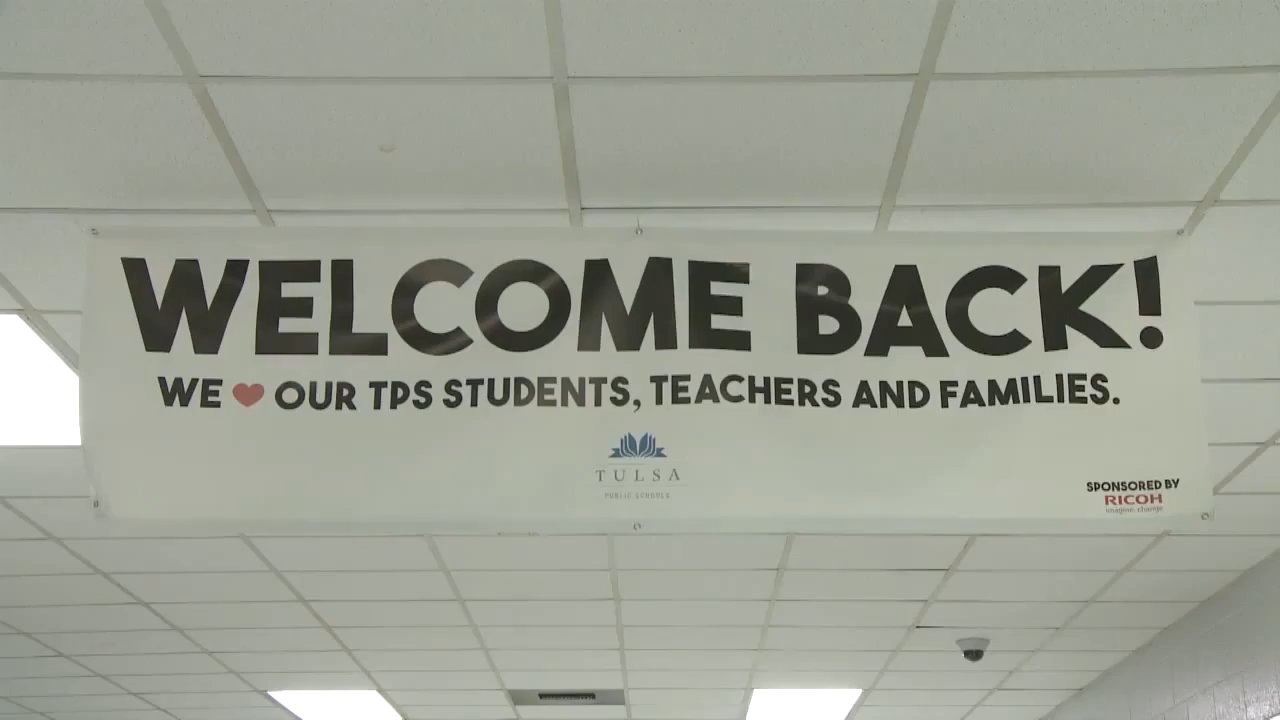 WELCOME BACK!
WE ❤ OUR TPS STUDENTS, TEACHERS AND FAMILIES.
TULSA
PUBLIC SCHOOLS
SPONSORED BY
RICOH
imagine. change.